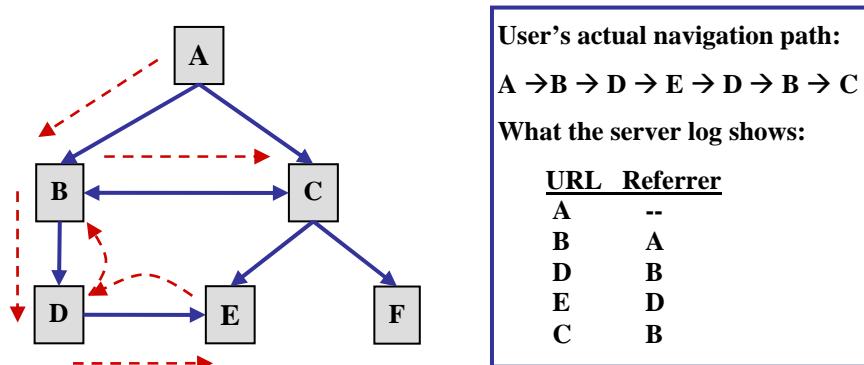 A
B
C
D
E
F
User's actual navigation path:
A →B → D → E → D → B → C
What the server log shows:
URL Referrer
A --
B A
D B
E D
C B